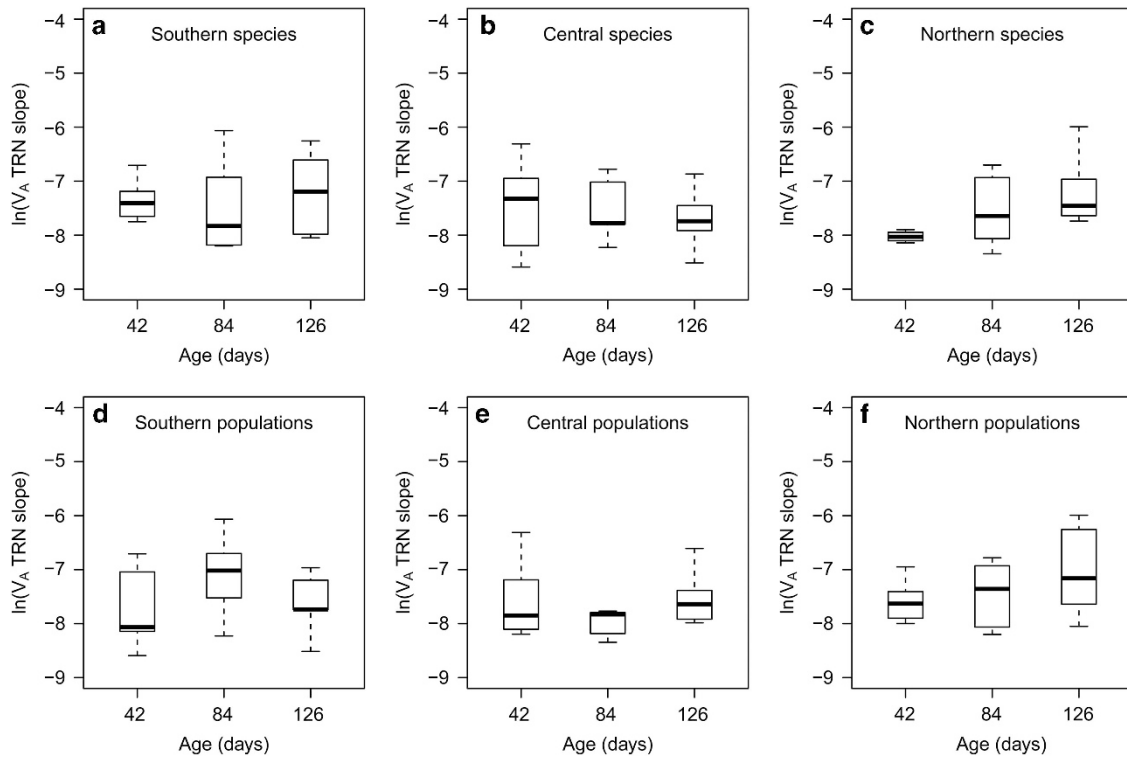 a Southern species
ln(VA TRN slope)
−4
−5
−6
−7
−8
−9
42 84 126
Age (days)
b Central species
ln(VA TRN slope)
−4
−5
−6
−7
−8
−9
42 84 126
Age (days)
c Northern species
ln(VA TRN slope)
−4
−5
−6
−7
−8
−9
42 84 126
Age (days)
d Southern populations
ln(VA TRN slope)
−4
−5
−6
−7
−8
−9
42 84 126
Age (days)
e Central populations
ln(VA TRN slope)
−4
−5
−6
−7
−8
−9
42 84 126
Age (days)
f Northern populations
ln(VA TRN slope)
−4
−5
−6
−7
−8
−9
42 84 126
Age (days)